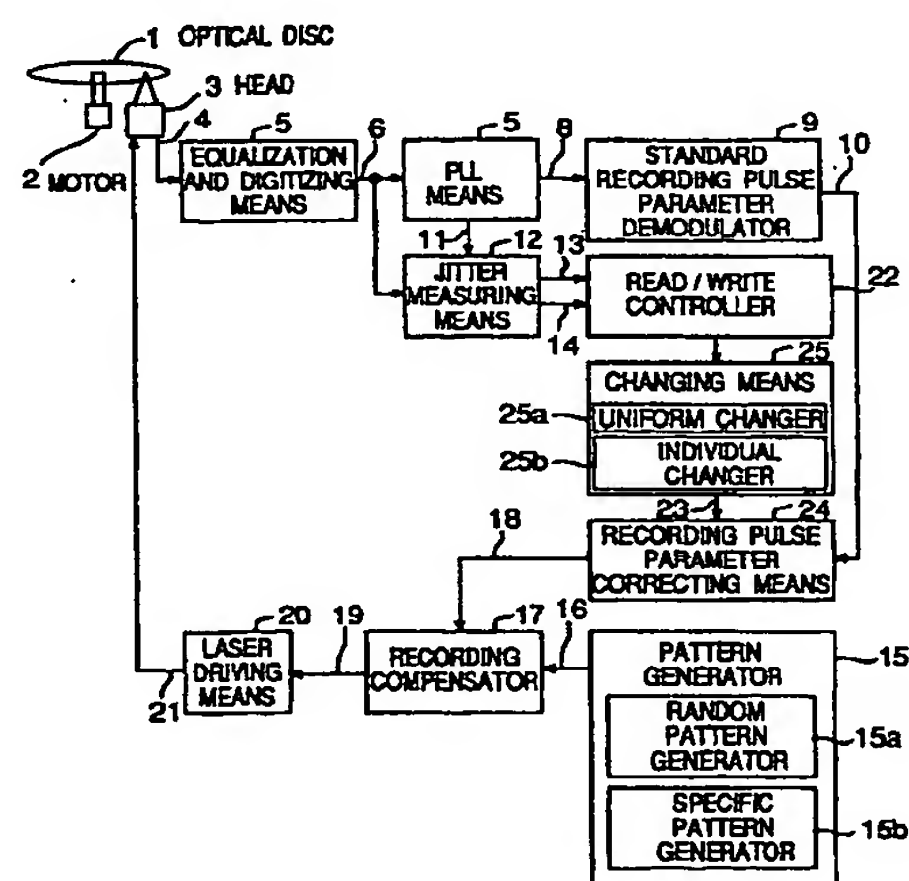 1 OPTICAL DISC
3 HEAD
4
2 MOTOR
5
EQUALIZATION
AND DIGITIZING
MEANS
6
5
PLL
MEANS
8
9
STANDARD
RECORDING PULSE
PARAMETER
DEMODULATOR
10
11
12
JITTER
MEASURING
MEANS
13
14
READ / WRITE
CONTROLLER
22
25
CHANGING MEANS
25a
UNIFORM CHANGER
25b
INDIVIDUAL
CHANGER
23
24
RECORDING PULSE
PARAMETER
CORRECTING MEANS
18
20
LASER
DRIVING
MEANS
21
19
17
RECORDING
COMPENSATOR
16
PATTERN
GENERATOR
15
RANDOM
PATTERN
GENERATOR
15a
SPECIFIC
PATTERN
GENERATOR
15b